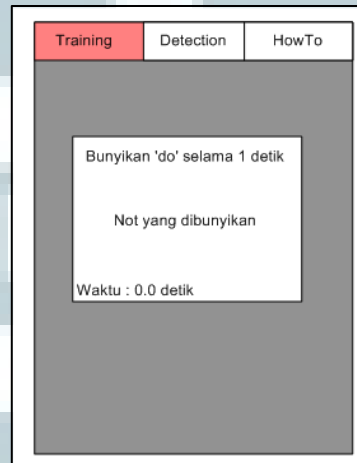 Training Detection HowTo
Bunyikan 'do' selama 1 detik
Not yang dibunyikan
Waktu : 0.0 detik